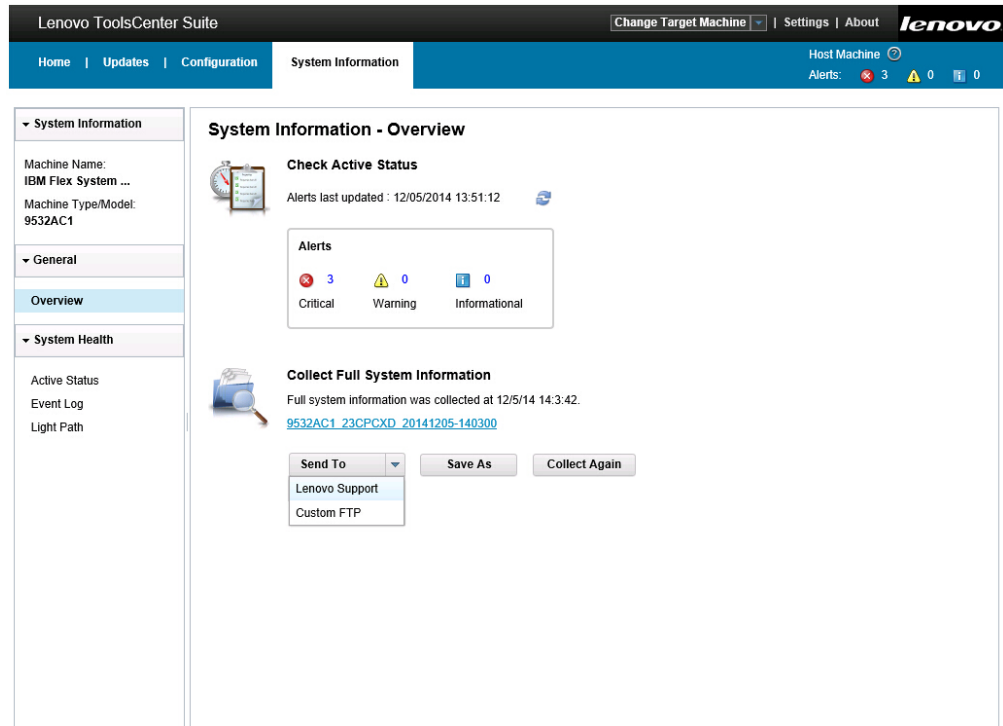 Lenovo ToolsCenter Suite
Change Target Machine | Settings | About
lenovo
Home | Updates | Configuration System Information
Host Machine ?
Alerts: 3 0 0
System Information
Machine Name:
IBM Flex System ...
Machine Type/Model:
9532AC1
General
Overview
System Health
Active Status
Event Log
Light Path
System Information - Overview
Check Active Status
Alerts last updated : 12/05/2014 13:51:12
Alerts
3 0 0
Critical Warning Informational
Collect Full System Information
Full system information was collected at 12/5/14 14:3:42.
9532AC1_23CPCXD_20141205-140300
Send To Save As Collect Again
Lenovo Support
Custom FTP